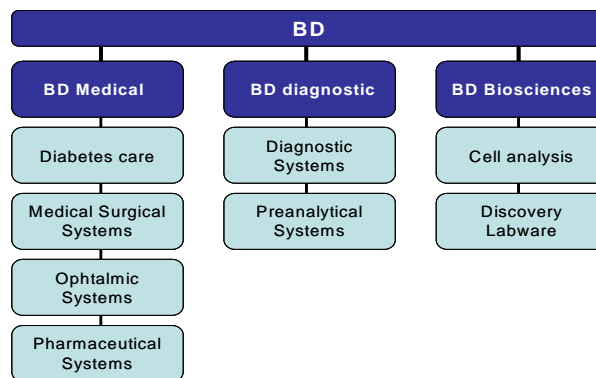 BD
BD Medical
BD diagnostic
BD Biosciences
Diabetes care
Diagnostic
Systems
Cell analysis
Medical Surgical
Systems
Preanalytical
Systems
Discovery
Labware
Ophtalmic
Systems
Pharmaceutical
Systems